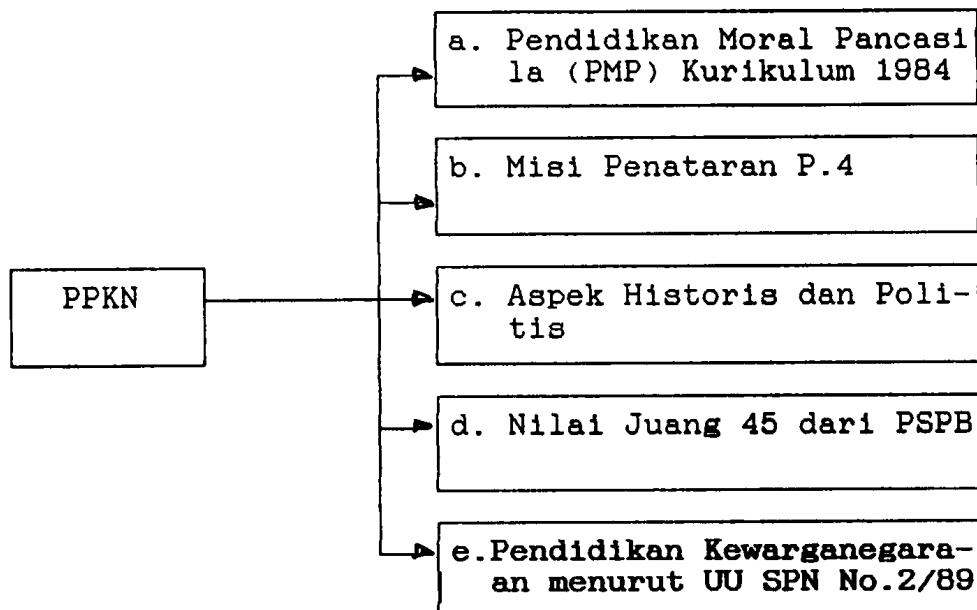 a. Pendidikan Moral Pancasi
la (PMP) Kurikulum 1984
b. Misi Penataran P.4
PPKN
c. Aspek Historis dan Poli-
tis
d. Nilai Juang 45 dari PSPB
e.Pendidikan Kewarganegara-
an menurut UU SPN No.2/89